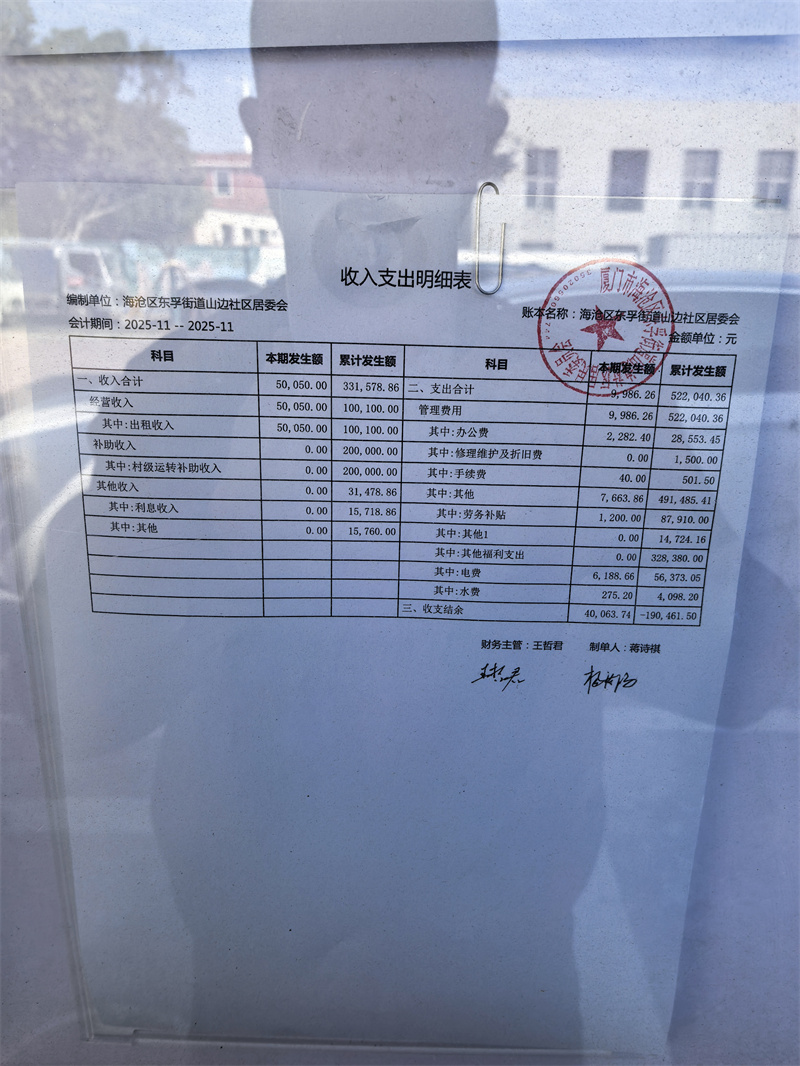 收入支出明细表
编制单位：海沧区东孚街道山边社区居委会 账本名称：海沧区东孚街道山边社区居委会
会计期间：2025-11 -- 2025-11 金额单位：元
科目 本期发生额 累计发生额 科目 本期发生额 累计发生额
一、收入合计 50,050.00 331,578.86 二、支出合计 9,986.26 522,040.36
经营收入 50,050.00 100,100.00 管理费用 9,986.26 522,040.36
其中:出租收入 50,050.00 100,100.00 其中:办公费 2,282.40 28,553.45
补助收入 0.00 200,000.00 其中:修理维护及折旧费 0.00 1,500.00
其中:村级运转补助收入 0.00 200,000.00 其中:手续费 40.00 501.50
其他收入 0.00 31,478.86 其中:其他 7,663.86 491,485.41
其中:利息收入 0.00 15,718.86 其中:劳务补贴 1,200.00 87,910.00
其中:其他 0.00 15,760.00 其中:其他1 0.00 14,724.16
其中:其他福利支出 0.00 328,380.00
其中:电费 6,188.66 56,373.05
其中:水费 275.20 4,098.20
三、收支结余 40,063.74 -190,461.50
财务主管：王哲君 制单人：蒋诗祺